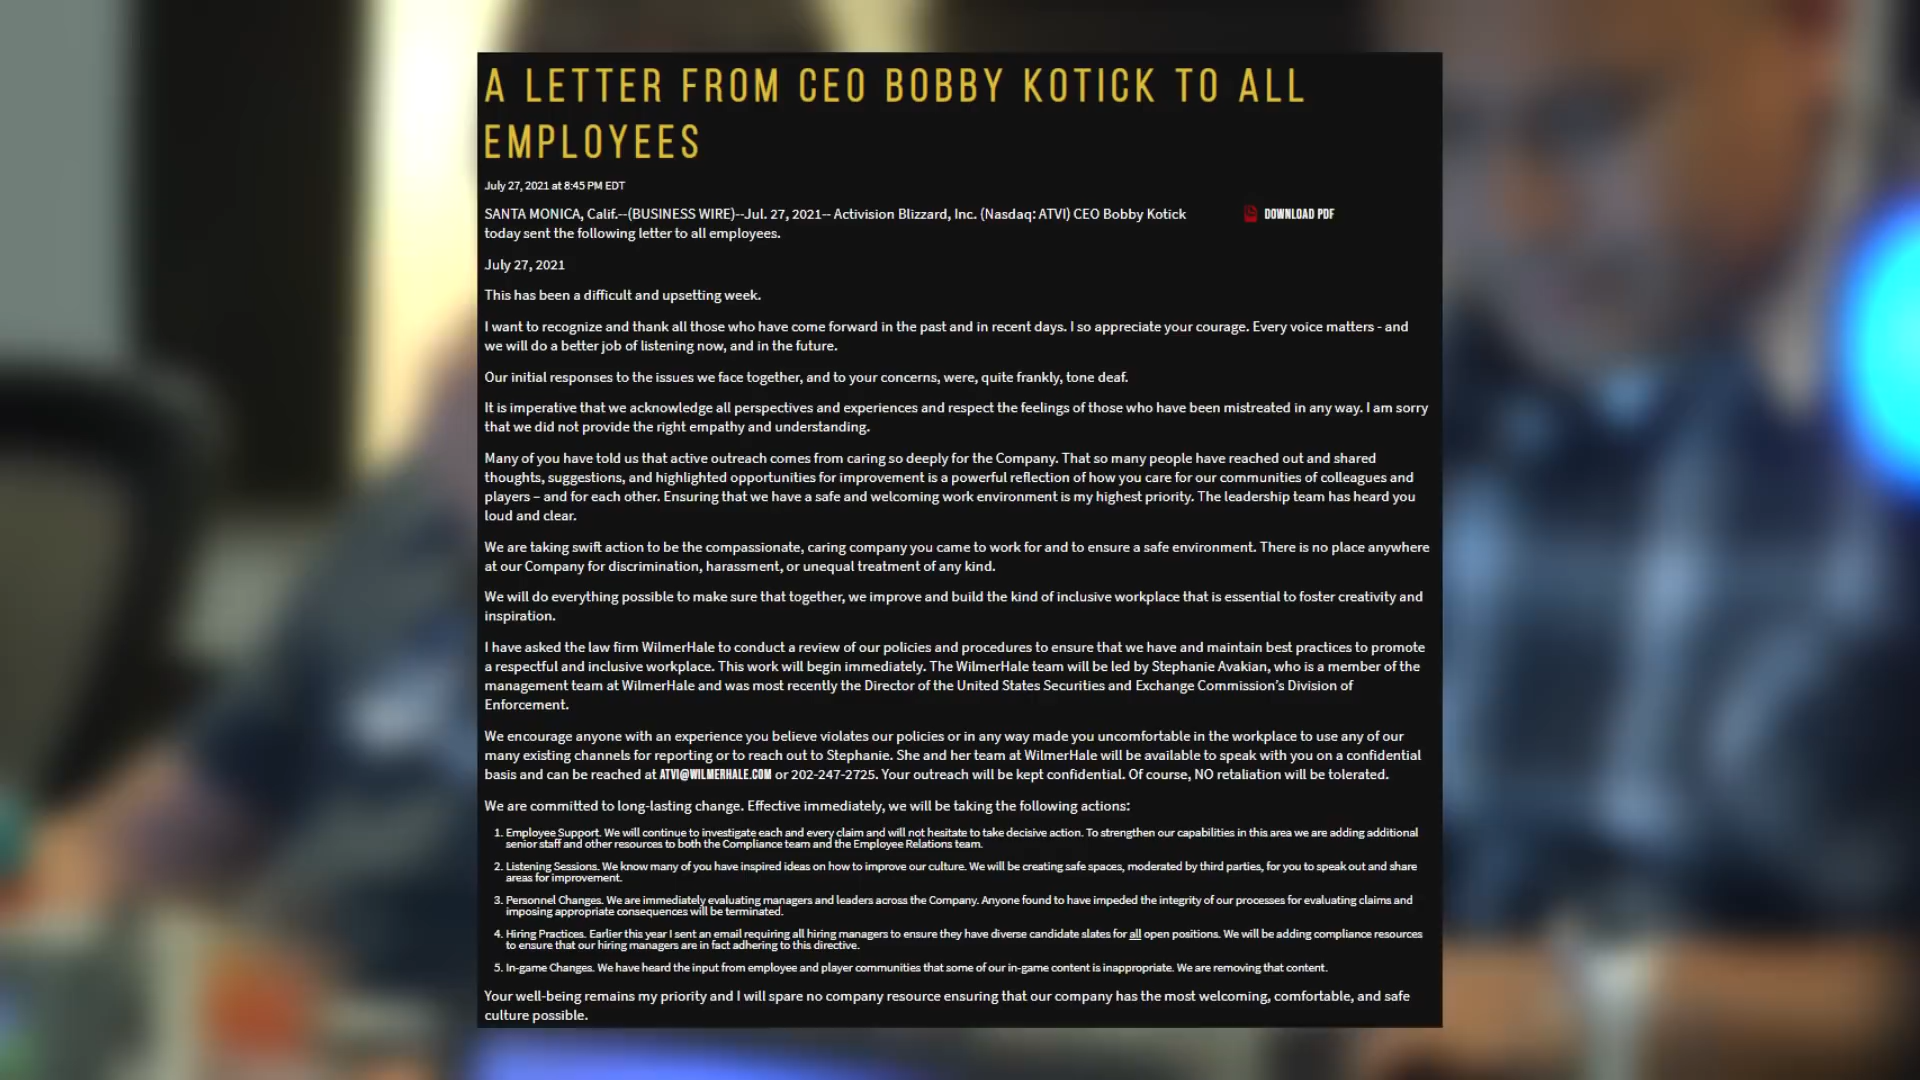 A LETTER FROM CEO BOBBY KOTICK TO ALL
EMPLOYEES
July 27, 2021 at 8:45 PM EDT
SANTA MONICA, Calif.--(BUSINESS WIRE)--Jul. 27, 2021-- Activision Blizzard, Inc. (Nasdaq: ATVI) CEO Bobby Kotick
today sent the following letter to all employees.
DOWNLOAD PDF
July 27, 2021
This has been a difficult and upsetting week.
I want to recognize and thank all those who have come forward in the past and in recent days. I so appreciate your courage. Every voice matters - and
we will do a better job of listening now, and in the future.
Our initial responses to the issues we face together, and to your concerns, were, quite frankly, tone deaf.
It is imperative that we acknowledge all perspectives and experiences and respect the feelings of those who have been mistreated in any way. I am sorry
that we did not provide the right empathy and understanding.
Many of you have told us that active outreach comes from caring so deeply for the Company. That so many people have reached out and shared
thoughts, suggestions, and highlighted opportunities for improvement is a powerful reflection of how you care for our communities of colleagues and
players – and for each other. Ensuring that we have a safe and welcoming work environment is my highest priority. The leadership team has heard you
loud and clear.
We are taking swift action to be the compassionate, caring company you came to work for and to ensure a safe environment. There is no place anywhere
at our Company for discrimination, harassment, or unequal treatment of any kind.
We will do everything possible to make sure that together, we improve and build the kind of inclusive workplace that is essential to foster creativity and
inspiration.
I have asked the law firm WilmerHale to conduct a review of our policies and procedures to ensure that we have and maintain best practices to promote
a respectful and inclusive workplace. This work will begin immediately. The WilmerHale team will be led by Stephanie Avakian, who is a member of the
management team at WilmerHale and was most recently the Director of the United States Securities and Exchange Commission's Division of
Enforcement.
We encourage anyone with an experience you believe violates our policies or in any way made you uncomfortable in the workplace to use any of our
many existing channels for reporting or to reach out to Stephanie. She and her team at WilmerHale will be available to speak with you on a confidential
basis and can be reached at ATVI@WILMERHALE.COM or 202-247-2725. Your outreach will be kept confidential. Of course, NO retaliation will be tolerated.
We are committed to long-lasting change. Effective immediately, we will be taking the following actions:
1. Employee Support. We will continue to investigate each and every claim and will not hesitate to take decisive action. To strengthen our capabilities in this area we are adding additional
senior staff and other resources to both the Compliance team and the Employee Relations team.
2. Listening Sessions. We know many of you have inspired ideas on how to improve our culture. We will be creating safe spaces, moderated by third parties, for you to speak out and share
areas for improvement.
3. Personnel Changes. We are immediately evaluating managers and leaders across the Company. Anyone found to have impeded the integrity of our processes for evaluating claims and
imposing appropriate consequences will be terminated.
4. Hiring Practices. Earlier this year I sent an email requiring all hiring managers to ensure they have diverse candidate slates for all open positions. We will be adding compliance resources
to ensure that our hiring managers are in fact adhering to this directive.
5. In-game Changes. We have heard the input from employee and player communities that some of our in-game content is inappropriate. We are removing that content.
Your well-being remains my priority and I will spare no company resource ensuring that our company has the most welcoming, comfortable, and safe
culture possible.